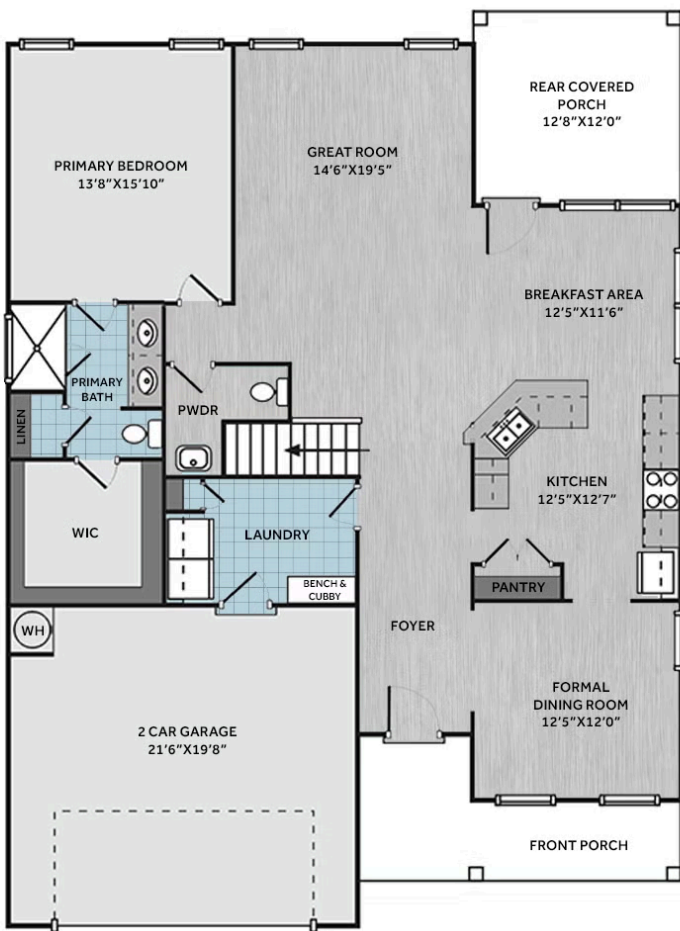 REAR COVERED
PORCH
12'8"X12'0"
GREAT ROOM
14'6"X19'5"
PRIMARY BEDROOM
13'8"X15'10"
BREAKFAST AREA
12'5"X11'6"
PRIMARY
BATH
PWDR
LINEN
KITCHEN
12'5"X12'7"
WIC
LAUNDRY
BENCH &
CUBBY
PANTRY
WH
FOYER
FORMAL
DINING ROOM
12'5"X12'0"
2 CAR GARAGE
21'6"X19'8"
FRONT PORCH